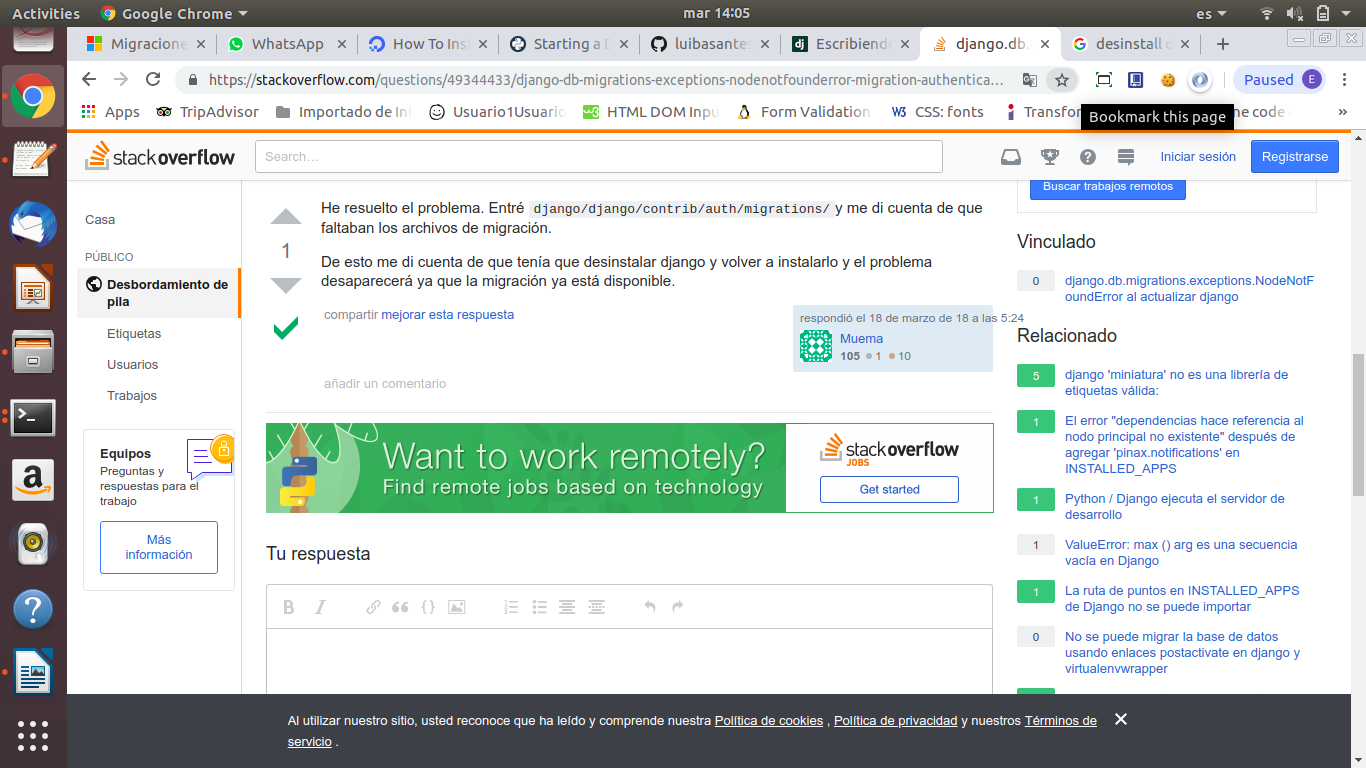 Activities
Google Chrome
mar 14:05
es
Migracione
WhatsApp
How To Ins
Starting a D
luibasantes
Escribiend
django.db.
desinstall d
https://stackoverflow.com/questions/49344433/django-db-migrations-exceptions-nodenotfounderror-migration-authentica…
Paused
E
Apps
TripAdvisor
Importado de In
Usuario1Usuario
HTML DOM Inpu
Form Validation
CSS: fonts
Transfor
ne code
»
Bookmark this page
stackoverflow
Search…
Iniciar sesión
Registrarse
Casa
PÚBLICO
Desbordamiento de
pila
Etiquetas
Usuarios
Trabajos
Equipos
Preguntas y
respuestas para el
trabajo
Más
información
1
He resuelto el problema. Entré django/django/contrib/auth/migrations/ y me di cuenta de que
faltaban los archivos de migración.
De esto me di cuenta de que tenía que desinstalar django y volver a instalarlo y el problema
desaparecerá ya que la migración ya está disponible.
compartir mejorar esta respuesta
respondió el 18 de marzo de 18 a las 5:24
Muema
105 1 10
añadir un comentario
Want to work remotely?
Find remote jobs based on technology
stackoverflow
JOBS
Get started
Tu respuesta
B I
Buscar trabajos remotos
Vinculado
0 django.db.migrations.exceptions.NodeNotF
oundError al actualizar django
Relacionado
5 django 'miniatura' no es una librería de
etiquetas válida:
1 El error "dependencias hace referencia al
nodo principal no existente" después de
agregar 'pinax.notifications' en
INSTALLED_APPS
1 Python / Django ejecuta el servidor de
desarrollo
1 ValueError: max () arg es una secuencia
vacía en Django
1 La ruta de puntos en INSTALLED_APPS
de Django no se puede importar
0 No se puede migrar la base de datos
usando enlaces postactivate en django y
virtualenvwrapper
Al utilizar nuestro sitio, usted reconoce que ha leído y comprende nuestra Política de cookies , Política de privacidad y nuestros Términos de
servicio .